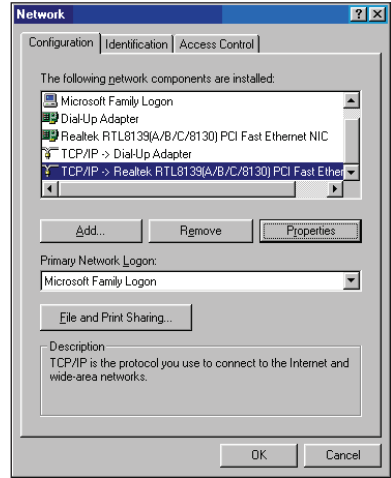 Network
Configuration Identification Access Control
The following network components are installed:
Microsoft Family Logon
Dial-Up Adapter
Realtek RTL8139(A/B/C/8130) PCI Fast Ethernet NIC
TCP/IP -> Dial-Up Adapter
TCP/IP -> Realtek RTL8139(A/B/C/8130) PCI Fast Ether
Add... Remove Properties
Primary Network Logon:
Microsoft Family Logon
File and Print Sharing...
Description
TCP/IP is the protocol you use to connect to the Internet and
wide-area networks.
OK Cancel